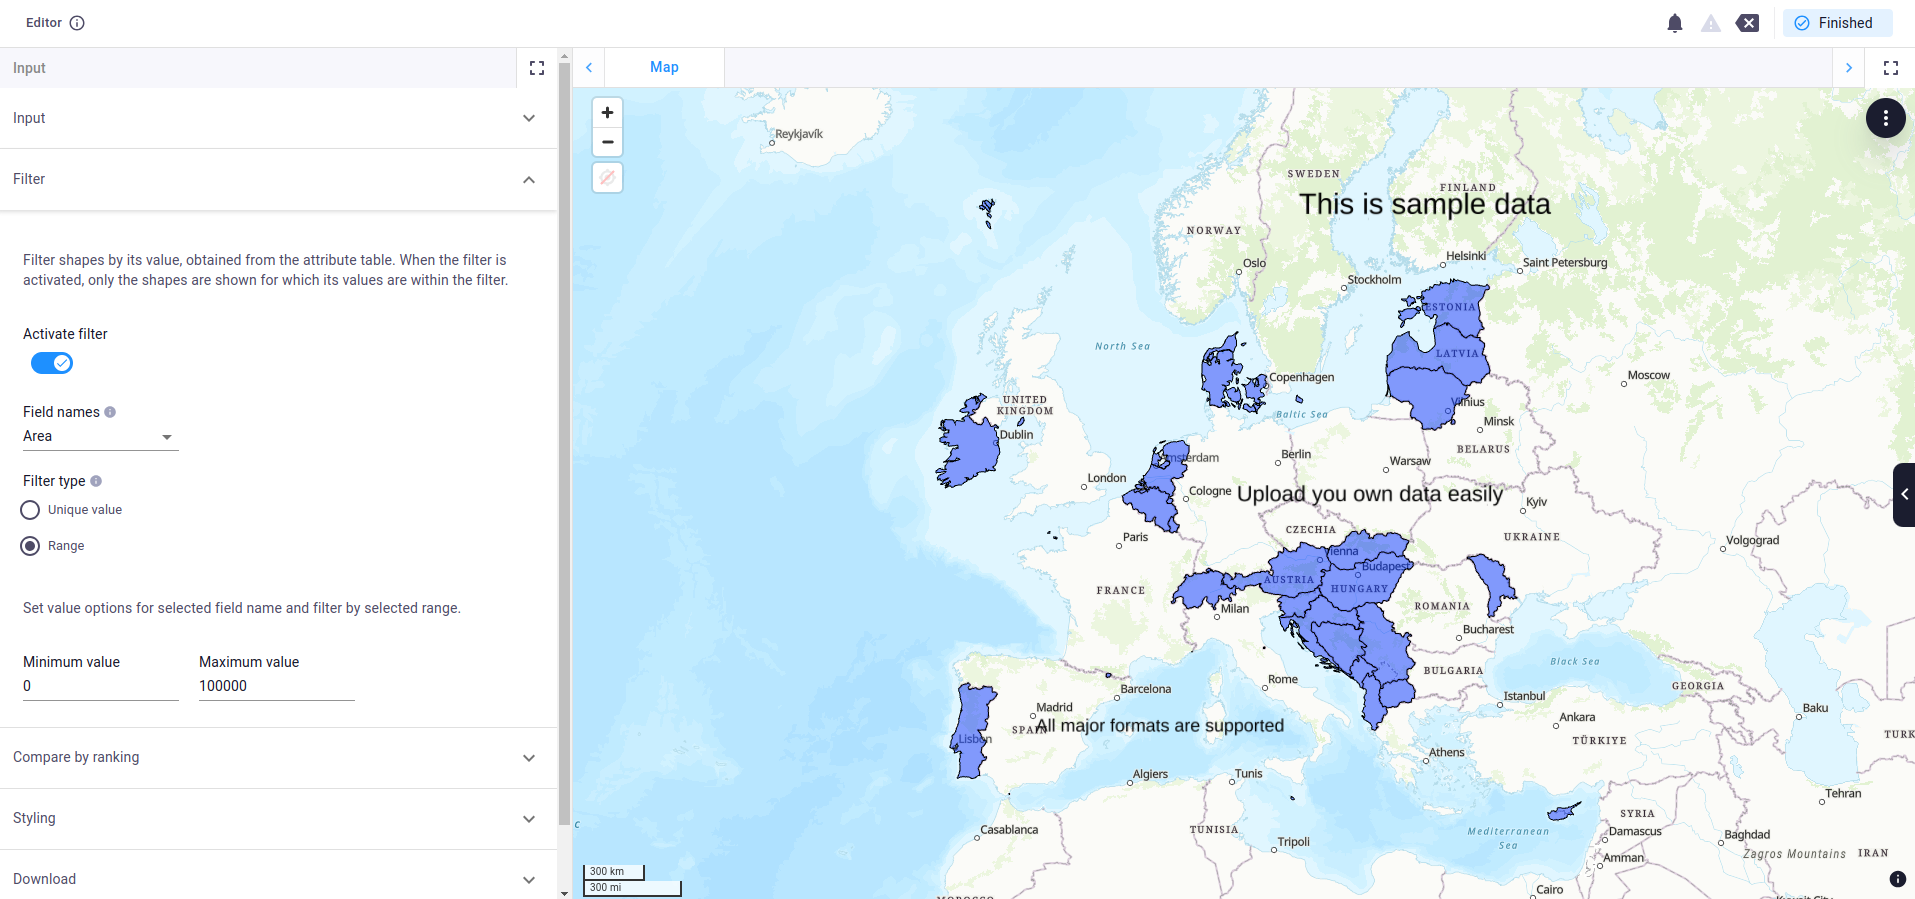 Editor
Finished
Input
Map
Input
Filter
Filter shapes by its value, obtained from the attribute table. When the filter is
activated, only the shapes are shown for which its values are within the filter.
Activate filter
Field names
Area
Filter type
Unique value
Range
Set value options for selected field name and filter by selected range.
Minimum value
Maximum value
0
100000
Compare by ranking
Styling
Download
Reykjavík
SWEDEN
FINLAND
This is sample data
NORWAY
Helsinki
Oslo
Saint Petersburg
Stockholm
ESTONIA
North Sea
LATVIA
Moscow
Copenhagen
UNITED
KINGDOM
Vilnius
Baltic Sea
Minsk
Dublin
BELARUS
Berlin
Warsaw
London
Cologne
Upload you own data easily
Kyiv
CZECHIA
Paris
UKRAINE
Volgograd
Budapest
AUSTRIA
HUNGARY
FRANCE
ROMANIA
Milan
Bucharest
Black Sea
BULGARIA
Rome
Barcelona
GEORGIA
Istanbul
Madrid
Baku
Ankara
SPAIN
All major formats are supported
TURK
Lisbon
TÜRKIYE
Athens
Algiers
Tunis
Tehran
SYRIA
c
Casablanca
TUNISIA
Mediterranean
Sea
Damascus
Baghdad
Tripoli
Zagros Mountains
IRAN
Amman
300 km
300 mi
Cairo